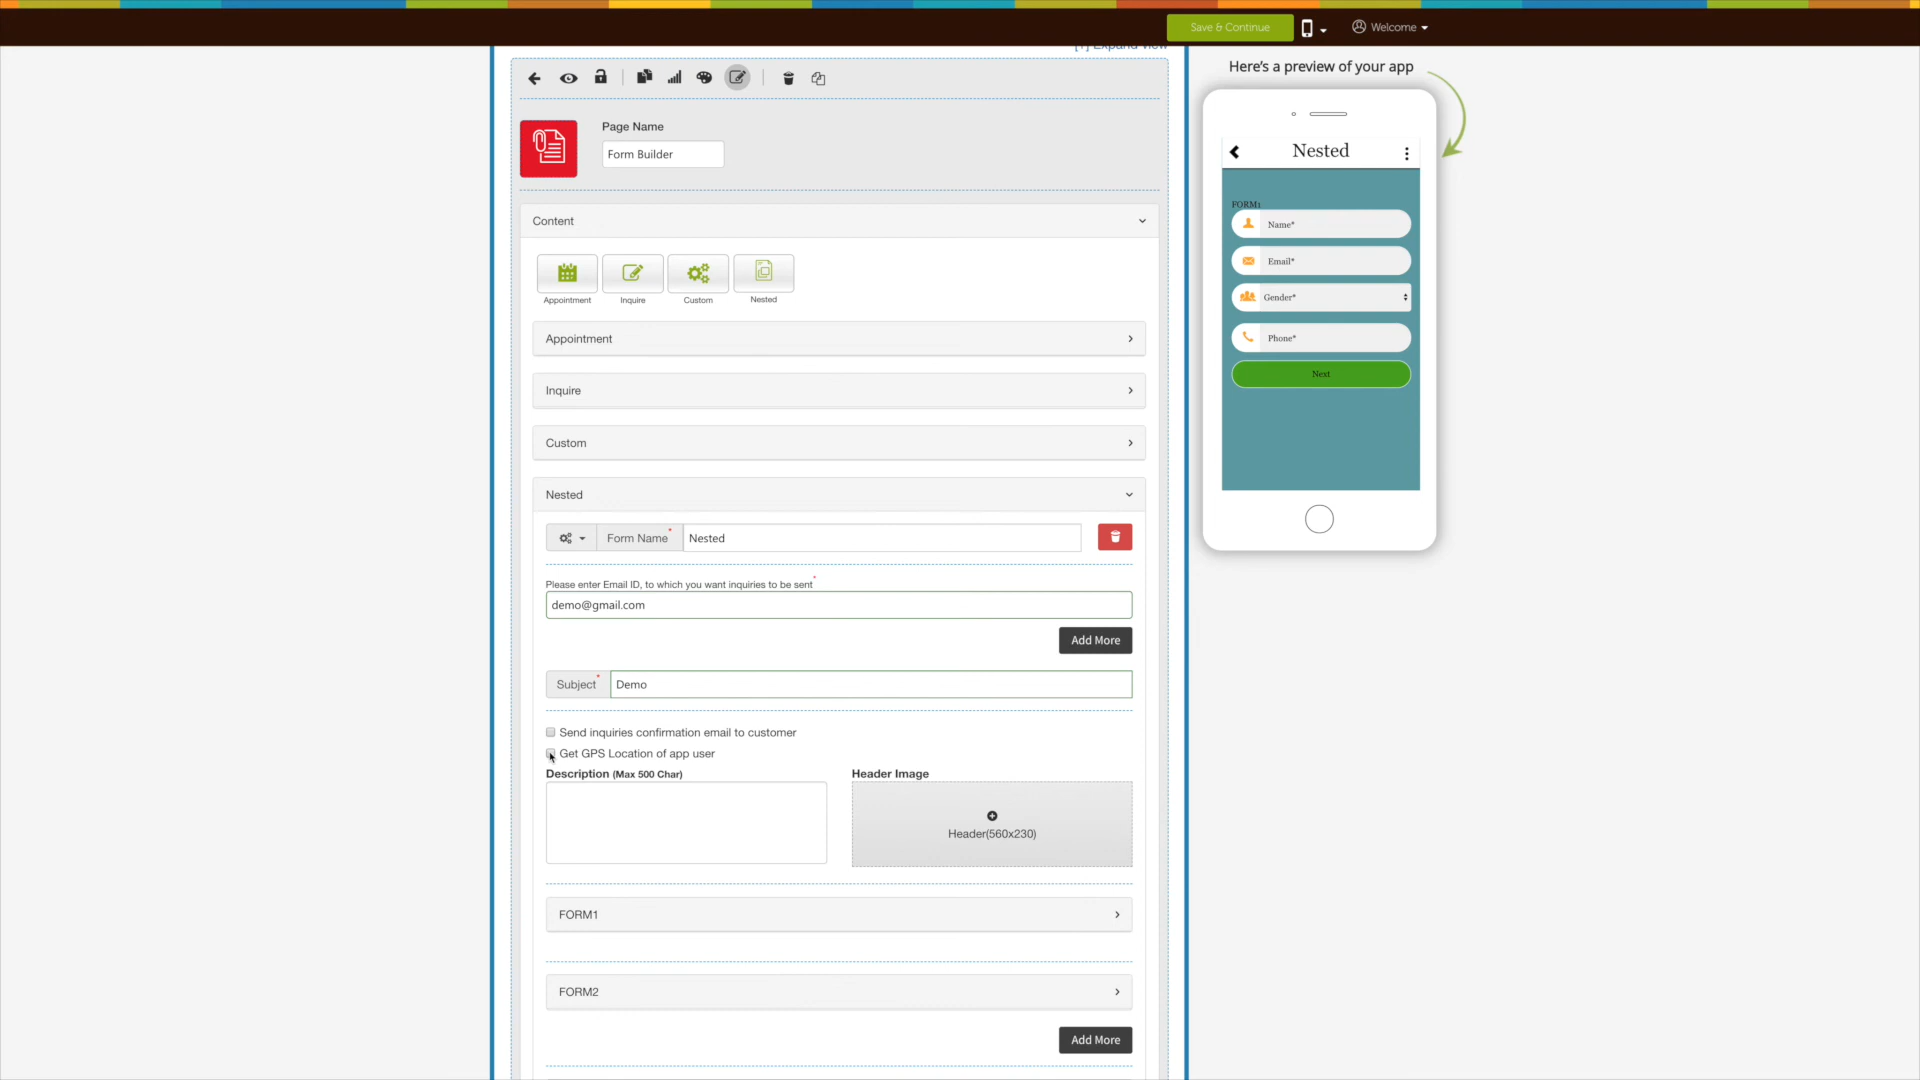 Save & Continue
Welcome
[+] Expand View
Here's a preview of your app
Page Name
Form Builder
Content
Appointment
Inquire
Custom
Nested
Appointment
Inquire
Custom
Nested
Form Name*
Nested
Please enter Email ID, to which you want inquiries to be sent*
demo@gmail.com
Add More
Subject*
Demo
Send inquiries confirmation email to customer
Get GPS Location of app user
Description (Max 500 Char)
Header Image
Header(560x230)
FORM1
FORM2
Add More
Nested
FORM1
Name*
Email*
Gender*
Phone*
Next